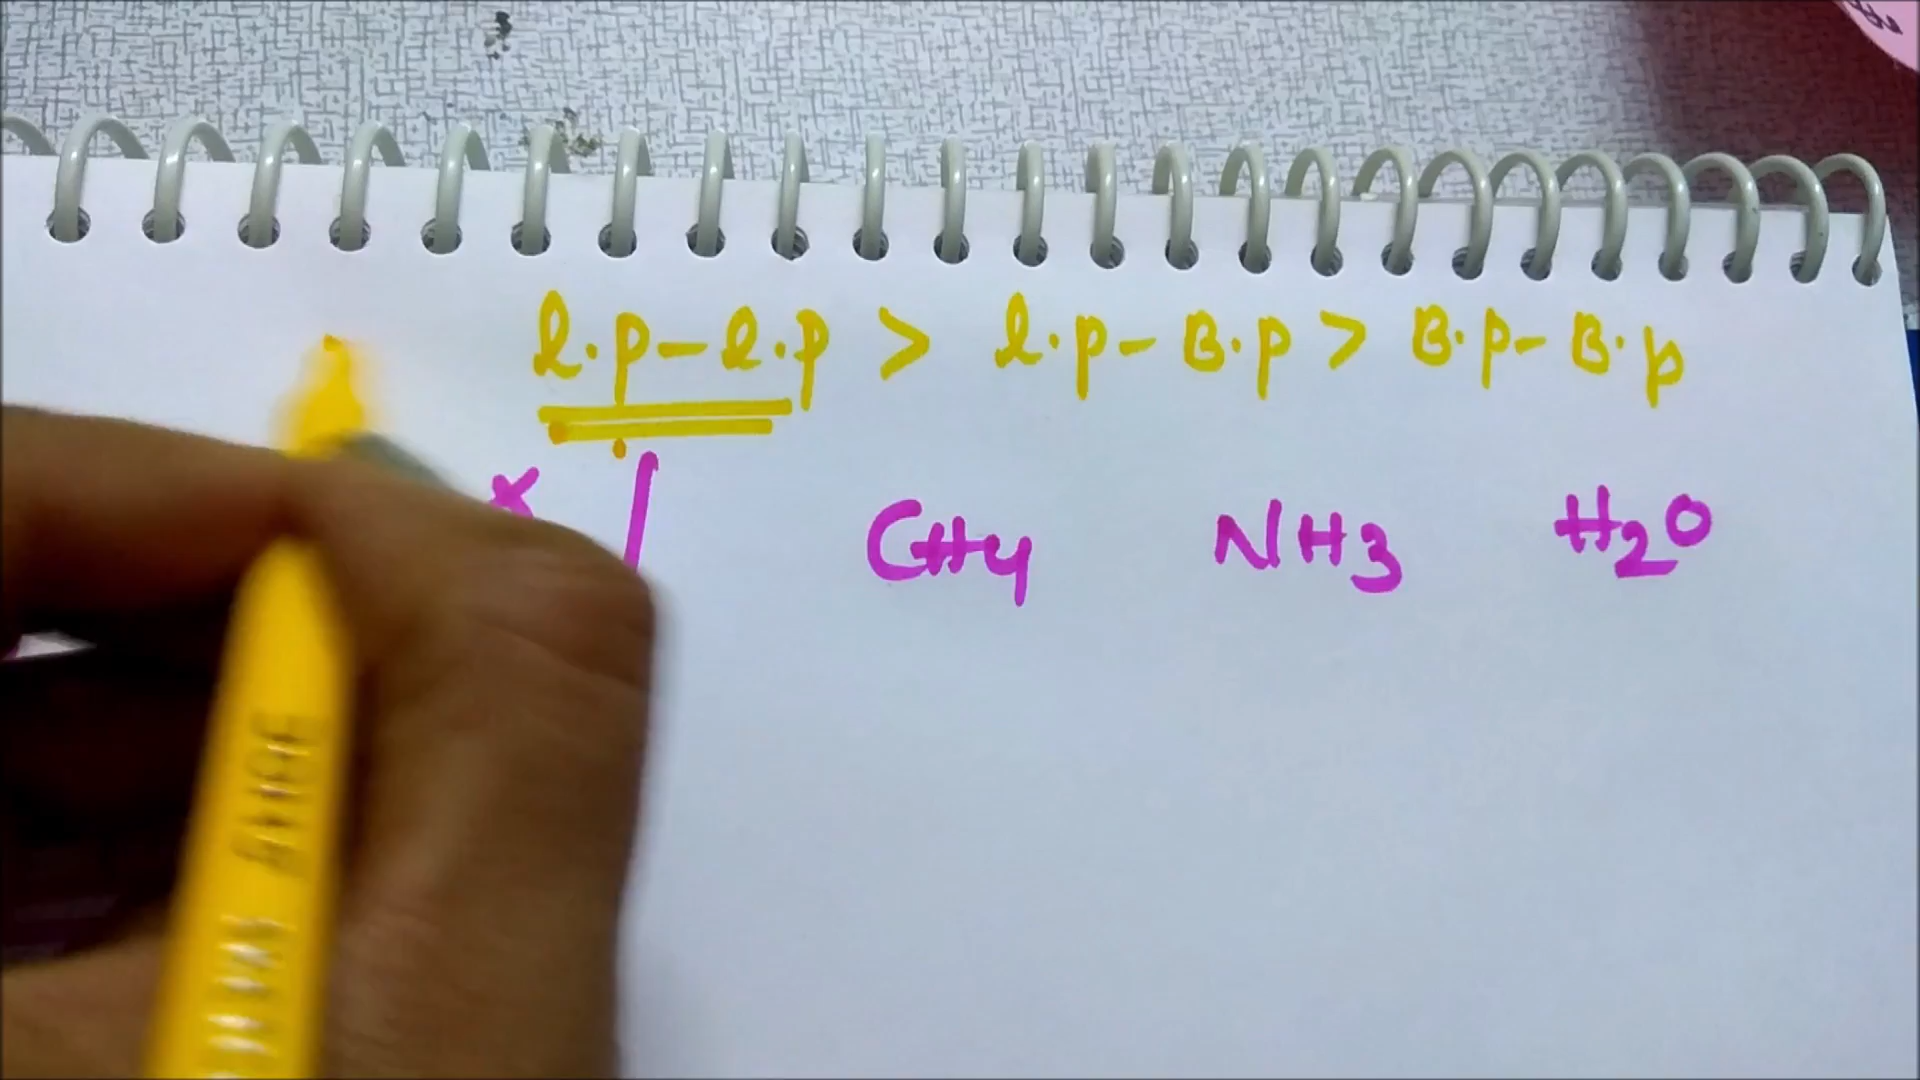 l.p - l.p > l.p - B.p > B.p - B.p
CH4 NH3 H2O